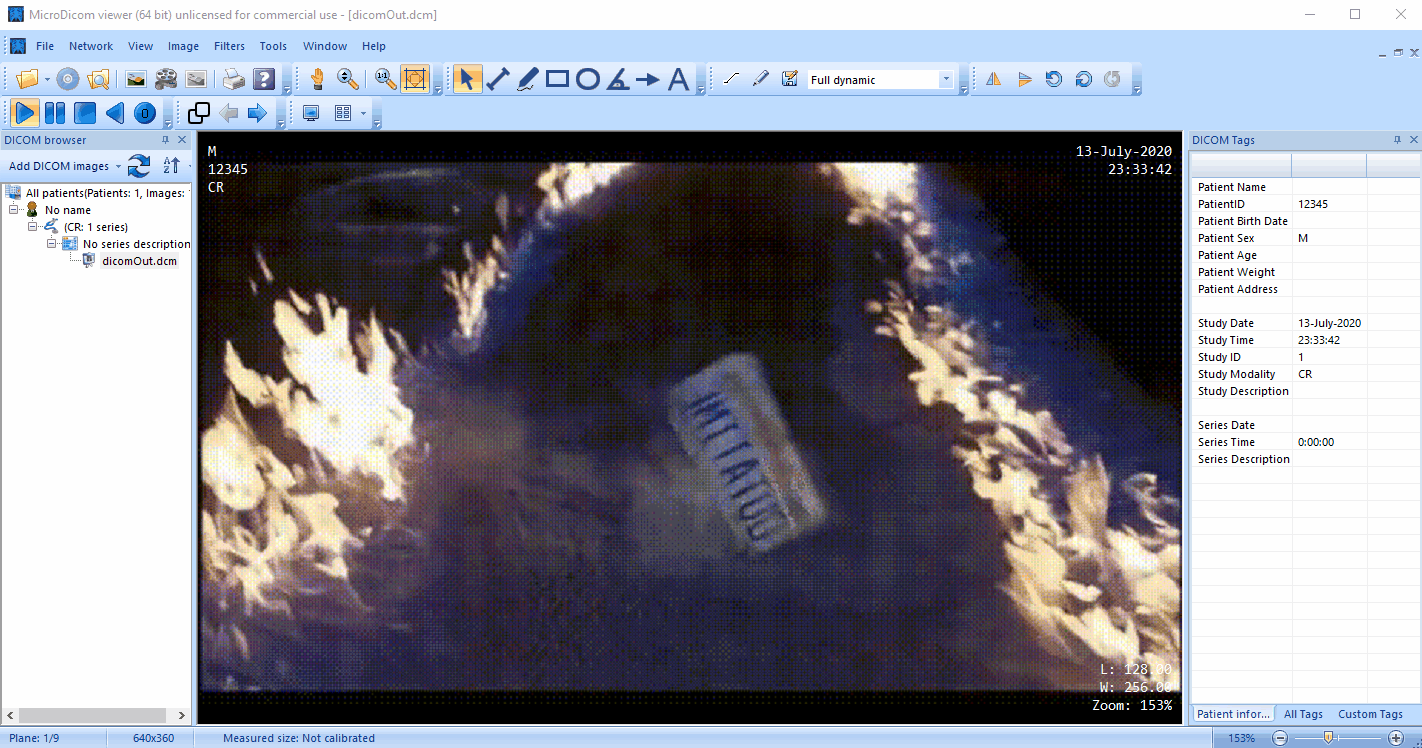 MicroDicom viewer (64 bit) unlicensed for commercial use - [dicomOut.dcm]
File Network View Image Filters Tools Window Help
1:1
Full dynamic
0
DICOM browser
Add DICOM images
A
Z
All patients(Patients: 1, Images:
No name
(CR: 1 series)
No series description
dicomOut.dcm
M
12345
CR
13-July-2020
23:33:42
L: 128.00
W: 256.00
Zoom: 153%
DICOM Tags
Patient Name
PatientID 12345
Patient Birth Date
Patient Sex M
Patient Age
Patient Weight
Patient Address
Study Date 13-July-2020
Study Time 23:33:42
Study ID 1
Study Modality CR
Study Description
Series Date
Series Time 0:00:00
Series Description
Patient infor... All Tags Custom Tags
Plane: 1/9 640x360 Measured size: Not calibrated 153%